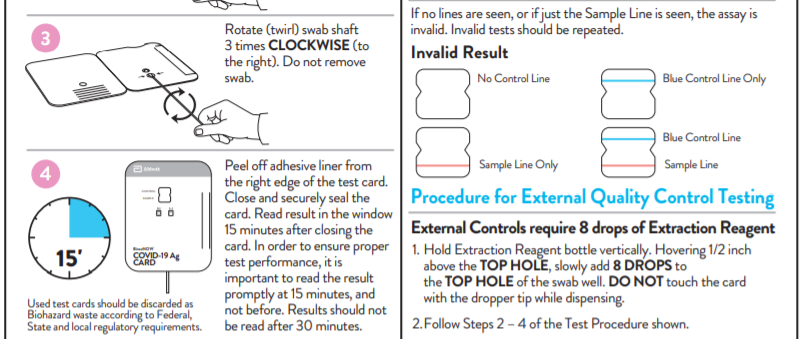 3
Rotate (twirl) swab shaft
3 times CLOCKWISE (to
the right). Do not remove
swab.
4
Abbott
CONTROL
SAMPLE
BinaxNOW
COVID-19 Ag
CARD
15’
Used test cards should be discarded as
Biohazard waste according to Federal,
State and local regulatory requirements.
Peel off adhesive liner from
the right edge of the test card.
Close and securely seal the
card. Read result in the window
15 minutes after closing the
card. In order to ensure proper
test performance, it is
important to read the result
promptly at 15 minutes, and
not before. Results should not
be read after 30 minutes.
If no lines are seen, or if just the Sample Line is seen, the assay is
invalid. Invalid tests should be repeated.
Invalid Result
No Control Line
Blue Control Line Only
Sample Line Only
Blue Control Line
Sample Line
Procedure for External Quality Control Testing
External Controls require 8 drops of Extraction Reagent
1. Hold Extraction Reagent bottle vertically. Hovering 1/2 inch
above the TOP HOLE, slowly add 8 DROPS to
the TOP HOLE of the swab well. DO NOT touch the card
with the dropper tip while dispensing.
2.Follow Steps 2 – 4 of the Test Procedure shown.